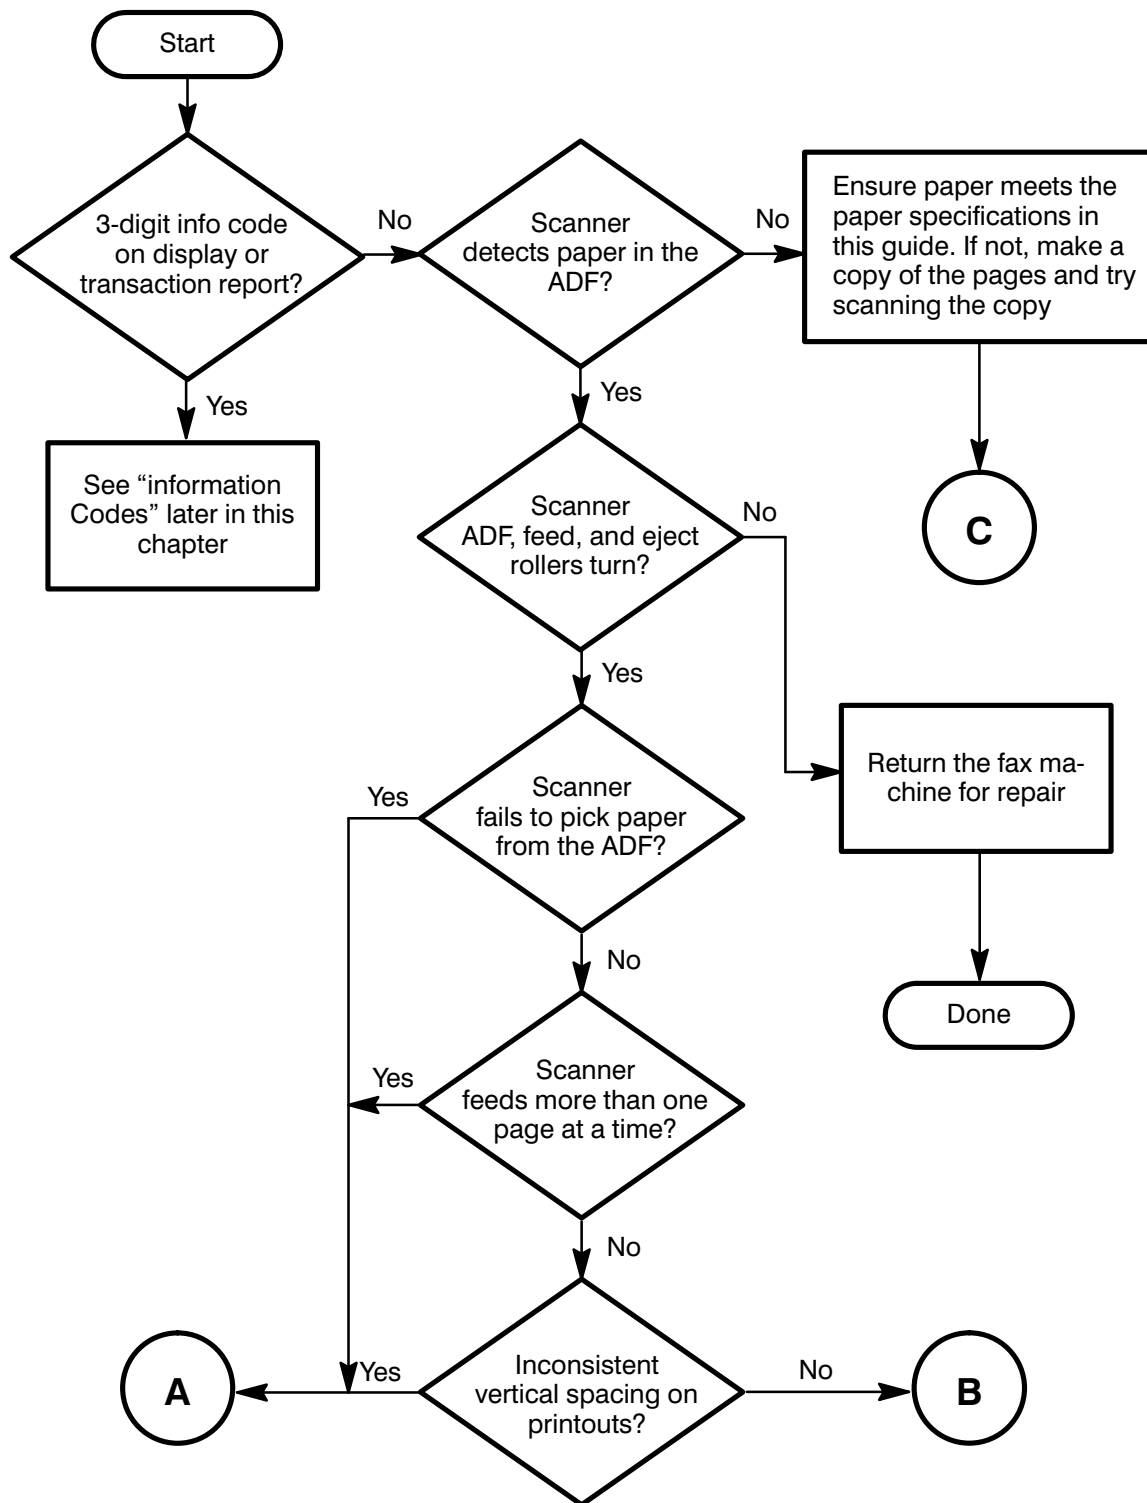 Start
3-digit info code
on display or
transaction report?
No
Scanner
detects paper in the
ADF?
No
Ensure paper meets the
paper specifications in
this guide. If not, make a
copy of the pages and try
scanning the copy
Yes
See “information
Codes” later in this
chapter
Yes
Scanner
ADF, feed, and eject
rollers turn?
No
C
Yes
Return the fax ma-
chine for repair
Yes
Scanner
fails to pick paper
from the ADF?
No
Done
Yes
Scanner
feeds more than one
page at a time?
No
A
Yes
Inconsistent
vertical spacing on
printouts?
No
B